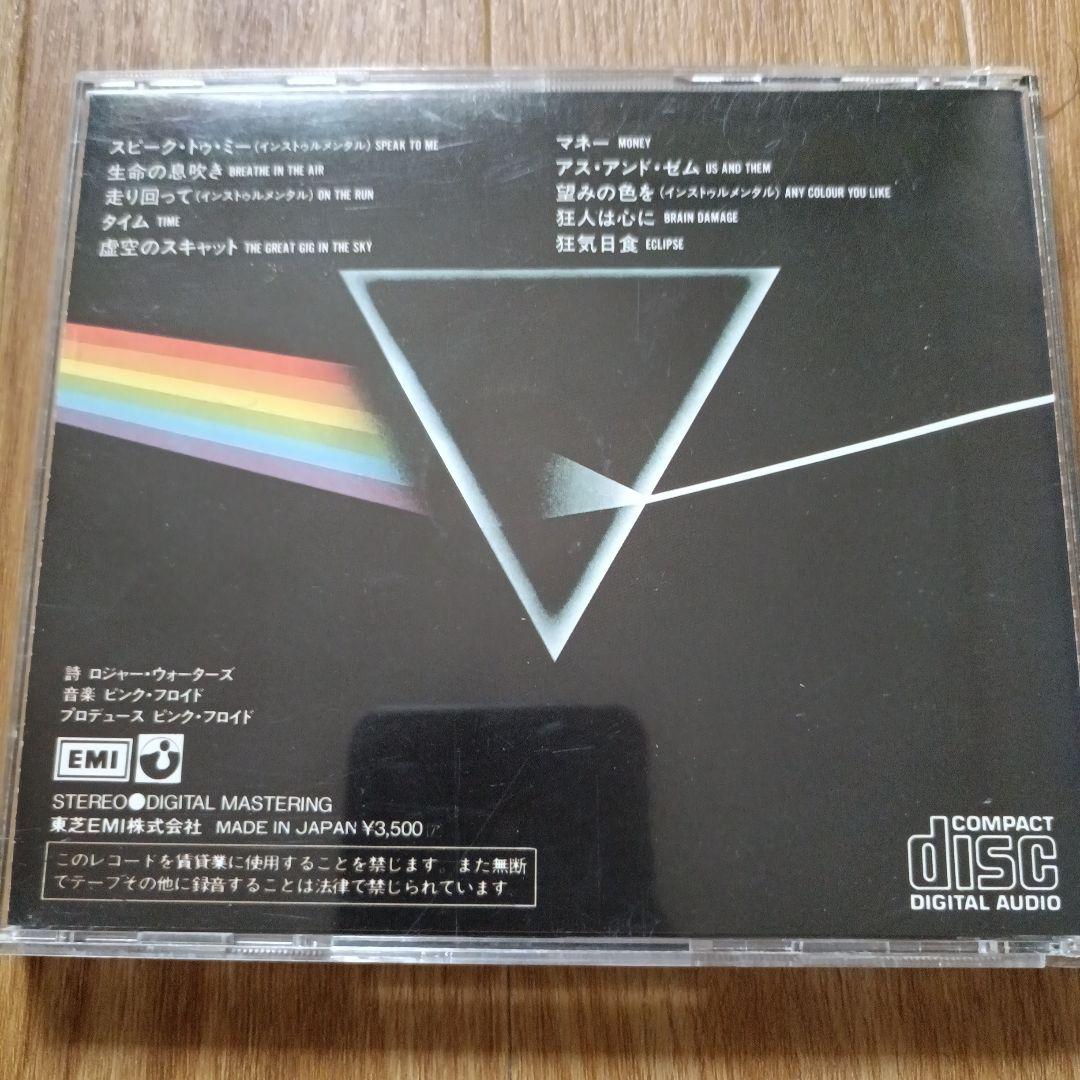 スピーク・トゥ・ミー(インストゥルメンタル) SPEAK TO ME
生命の息吹き BREATHE IN THE AIR
走り回って(インストゥルメンタル) ON THE RUN
タイム TIME
虚空のスキャット THE GREAT GIG IN THE SKY
マネー MONEY
アス・アンド・ゼム US AND THEM
望みの色を(インストゥルメンタル) ANY COLOUR YOU LIKE
狂人は心に BRAIN DAMAGE
狂気日食 ECLIPSE
詩 ロジャー・ウォーターズ
音楽 ピンク・フロイド
プロデュース ピンク・フロイド
EMI
STEREO●DIGITAL MASTERING
東芝EMI株式会社 MADE IN JAPAN ¥3,500 ア
このレコードを賃貸業に使用することを禁じます。また無断
でテープその他に録音することは法律で禁じられています。
COMPACT
disc
DIGITAL AUDIO